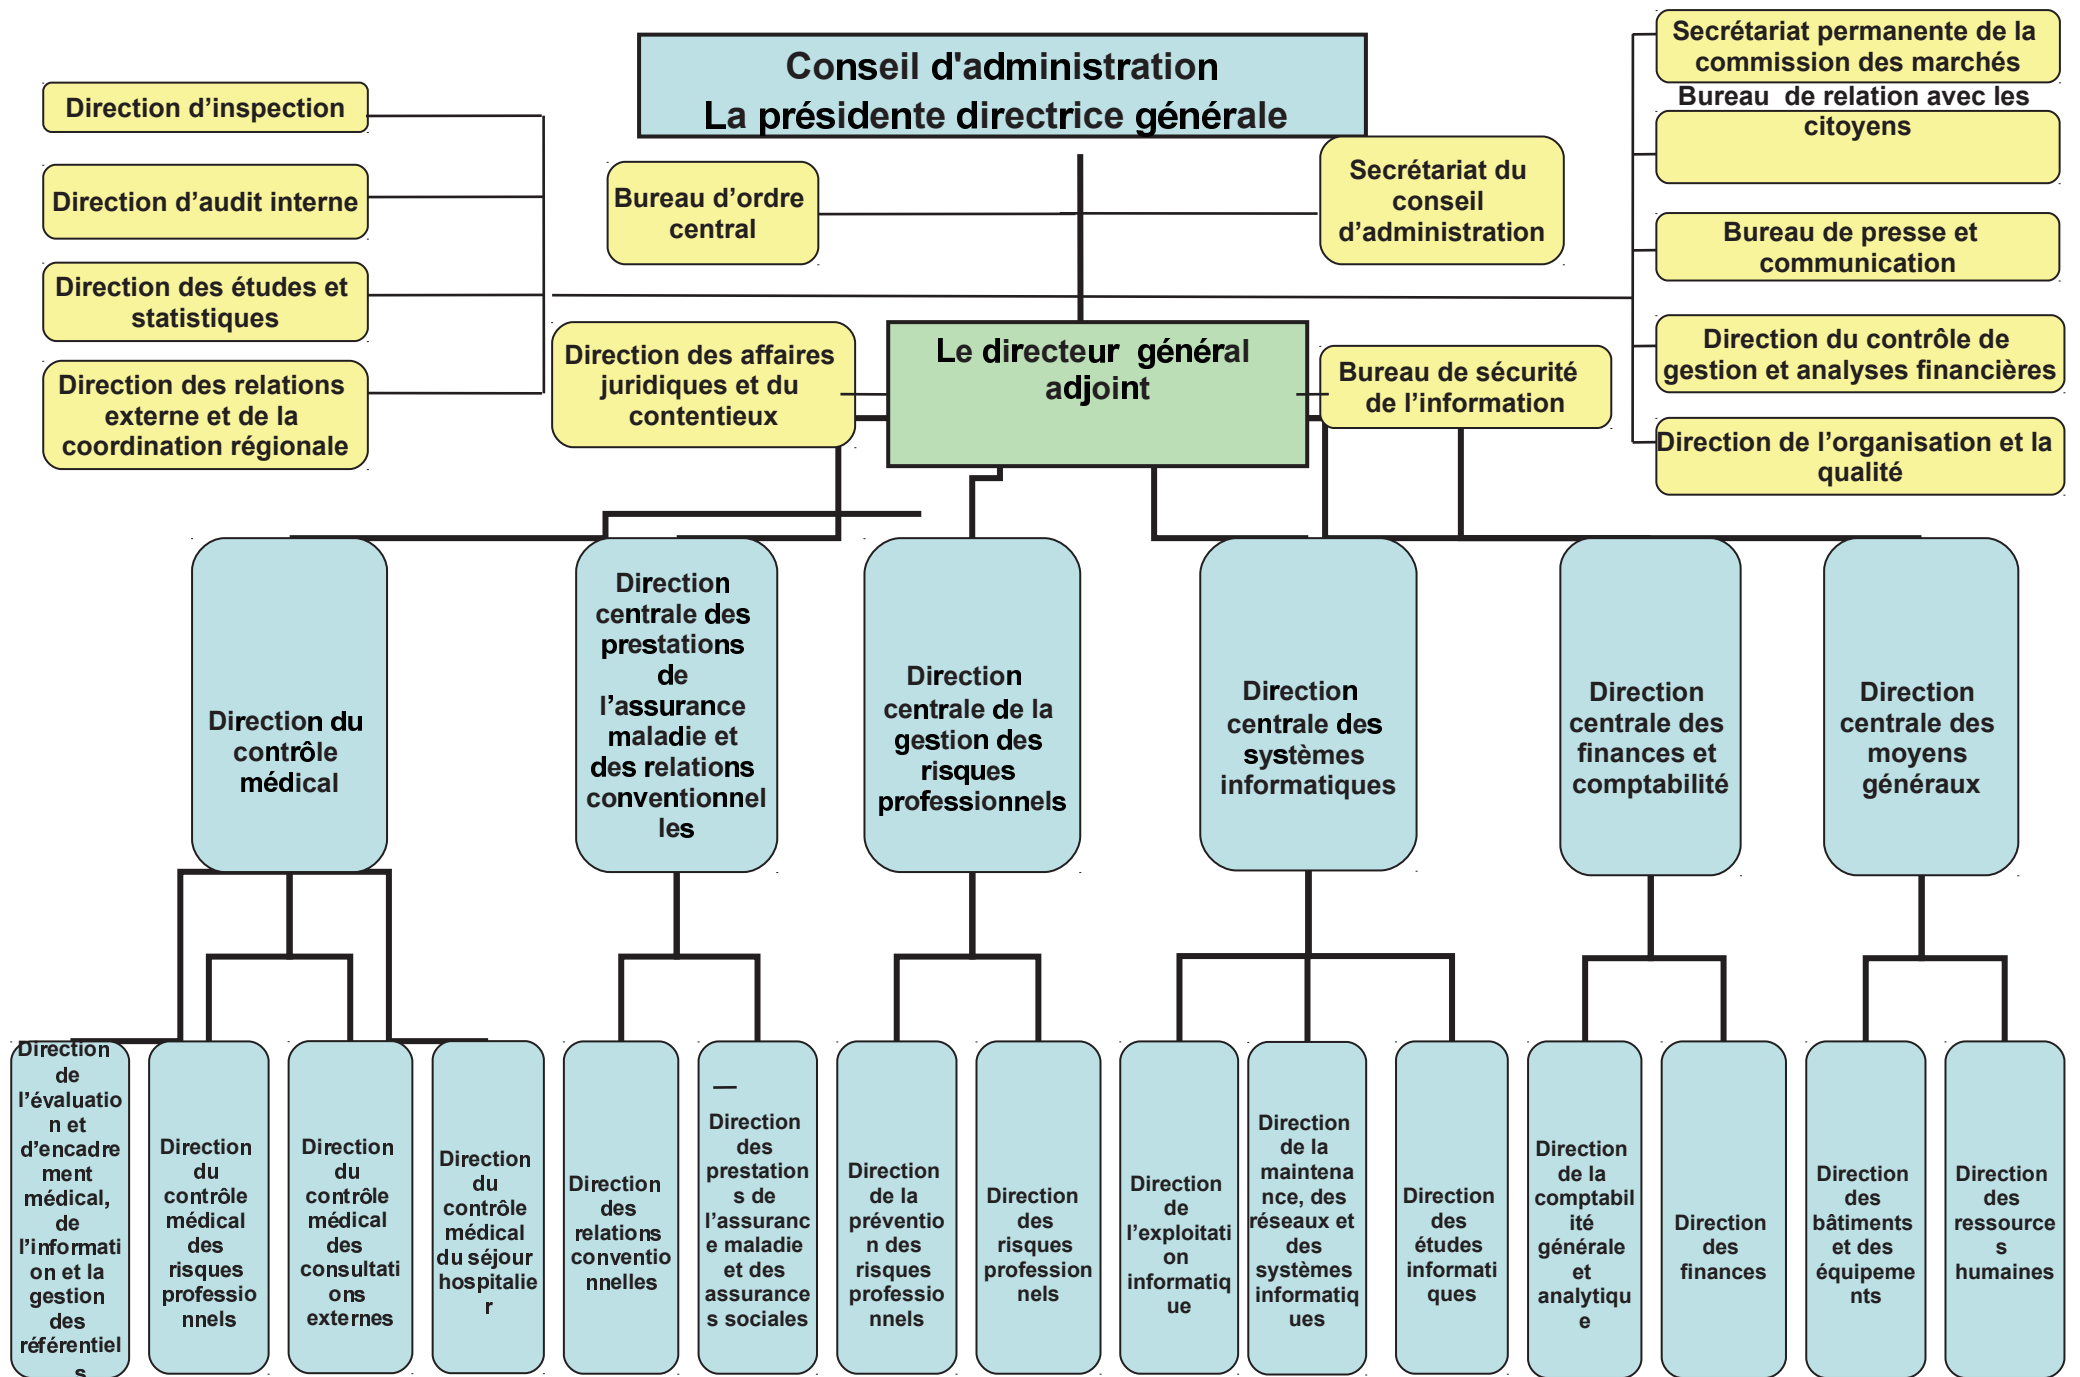 Conseil d'administration
La présidente directrice générale
Direction d’inspection
Direction d’audit interne
Direction des études et
statistiques
Direction des relations
externe et de la
coordination régionale
Bureau d’ordre
central
Secrétariat du
conseil
d’administration
Secrétariat permanente de la
commission des marchés
Bureau de relation avec les
citoyens
Bureau de presse et
communication
Direction du contrôle de
gestion et analyses financières
Direction de l’organisation et la
qualité
Direction des affaires
juridiques et du
contentieux
Le directeur général
adjoint
Bureau de sécurité
de l’information
Direction du
contrôle
médical
Direction
centrale des
prestations
de
l’assurance
maladie et
des relations
conventionnel
les
Direction
centrale de la
gestion des
risques
professionnels
Direction
centrale des
systèmes
informatiques
Direction
centrale des
finances et
comptabilité
Direction
centrale des
moyens
généraux
Direction
de
l’évaluatio
n et
d’encadre
ment
médical,
de
l’informati
on et la
gestion
des
référentiel
s
Direction
du
contrôle
médical
des
risques
professio
nnels
Direction
du
contrôle
médical
des
consultati
ons
externes
Direction
du
contrôle
médical
du séjour
hospitalie
r
Direction
des
relations
conventio
nnelles
Direction
des
prestation
s de
l’assuranc
e maladie
et des
assurance
s sociales
Direction
de la
préventio
n des
risques
professio
nnels
Direction
des
risques
profession
nels
Direction
de
l’exploitati
on
informatiq
ue
Direction
de la
maintena
nce, des
réseaux et
des
systèmes
informatiq
ues
Direction
des
études
informati
ques
Direction
de la
comptabil
ité
générale
et
analytiqu
e
Direction
des
finances
Direction
des
bâtiments
et des
équipeme
nts
Direction
des
ressource
s
humaines